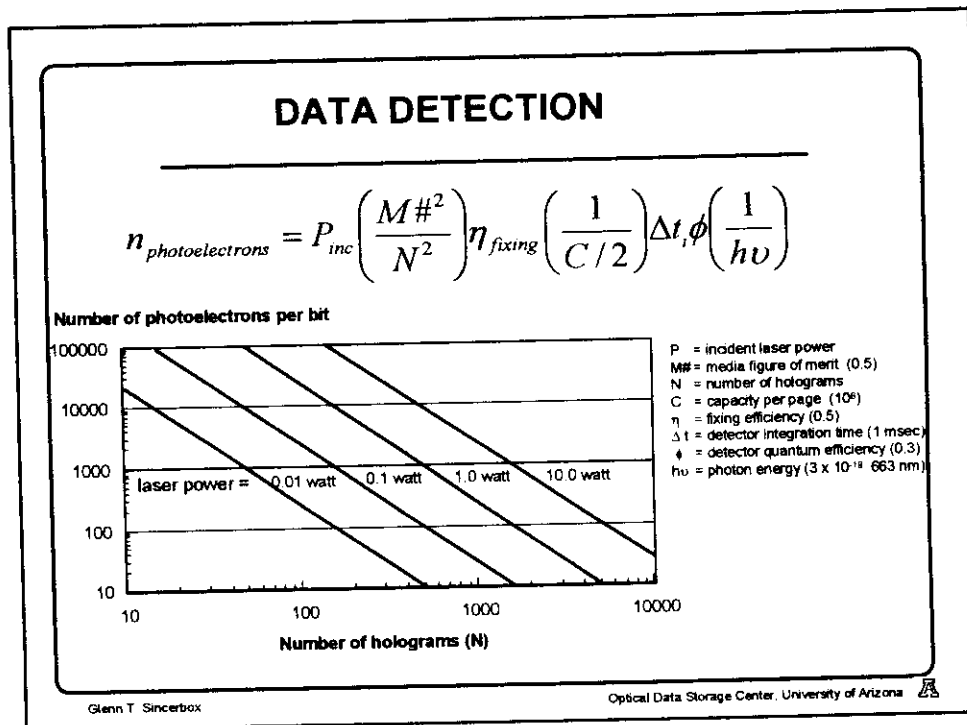 DATA DETECTION
n_photoelectrons = P_inc (M#² / N²) η_fixing (1 / C/2) Δt_i ϕ (1 / hυ)
Number of photoelectrons per bit
100000
10000
1000
100
10
laser power = 0.01 watt 0.1 watt 1.0 watt 10.0 watt
10 100 1000 10000
Number of holograms (N)
P = incident laser power
M# = media figure of merit (0.5)
N = number of holograms
C = capacity per page (10⁶)
η = fixing efficiency (0.5)
Δ t = detector integration time (1 msec)
ϕ = detector quantum efficiency (0.3)
hυ = photon energy (3 x 10⁻¹⁹ 663 nm)
Glenn T Sincerbox
Optical Data Storage Center, University of Arizona
A